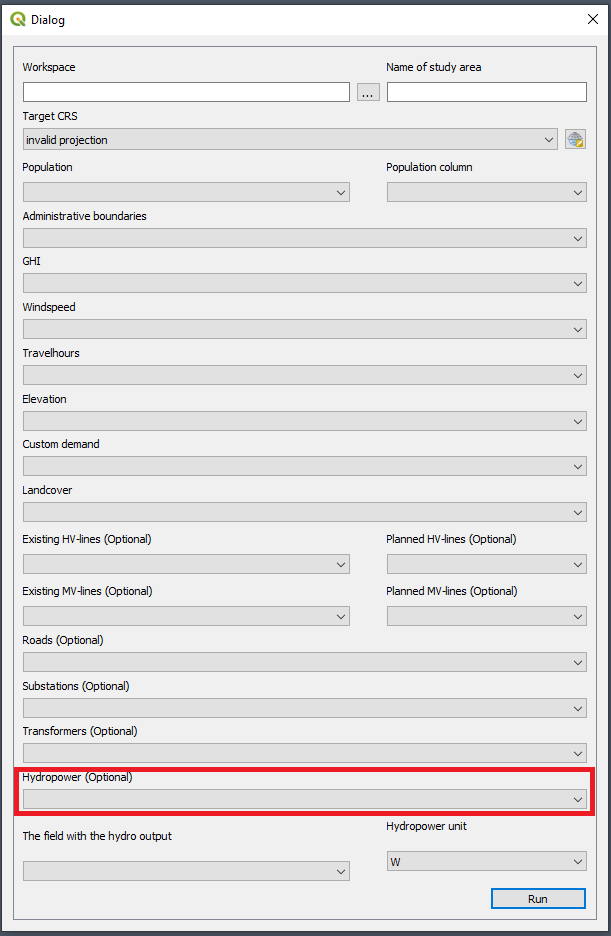 Dialog
Workspace
Name of study area
...
Target CRS
invalid projection
Population
Population column
Administrative boundaries
GHI
Windspeed
Travelhours
Elevation
Custom demand
Landcover
Existing HV-lines (Optional)
Planned HV-lines (Optional)
Existing MV-lines (Optional)
Planned MV-lines (Optional)
Roads (Optional)
Substations (Optional)
Transformers (Optional)
Hydropower (Optional)
The field with the hydro output
Hydropower unit
W
Run